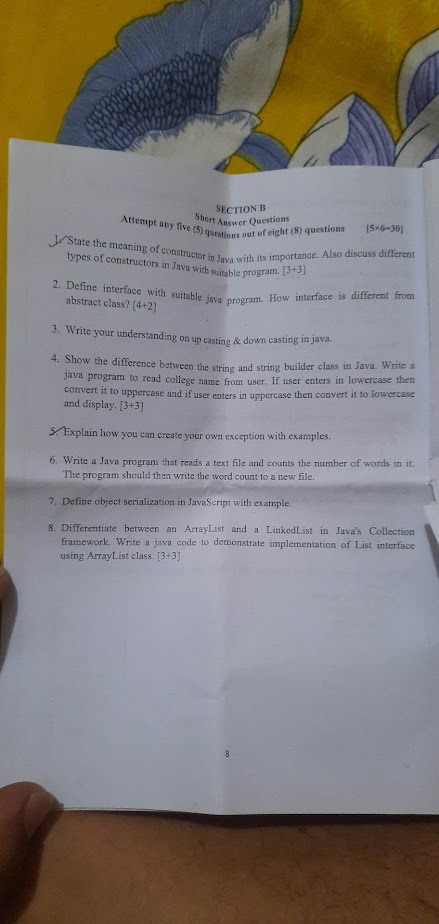 SECTION B
Short Answer Questions
Attempt any five (5) questions out of eight (8) questions [5×6=30]
1. State the meaning of constructor in Java with its importance. Also discuss different
types of constructors in Java with suitable program. [3+3]
2. Define interface with suitable java program. How interface is different from
abstract class? [4+2]
3. Write your understanding on up casting & down casting in java.
4. Show the difference between the string and string builder class in Java. Write a
java program to read college name from user. If user enters in lowercase then
convert it to uppercase and if user enters in uppercase then convert it to lowercase
and display. [3+3]
5. Explain how you can create your own exception with examples.
6. Write a Java program that reads a text file and counts the number of words in it.
The program should then write the word count to a new file.
7. Define object serialization in JavaScript with example.
8. Differentiate between an ArrayList and a LinkedList in Java's Collection
framework. Write a java code to demonstrate implementation of List interface
using ArrayList class. [3+3]
8